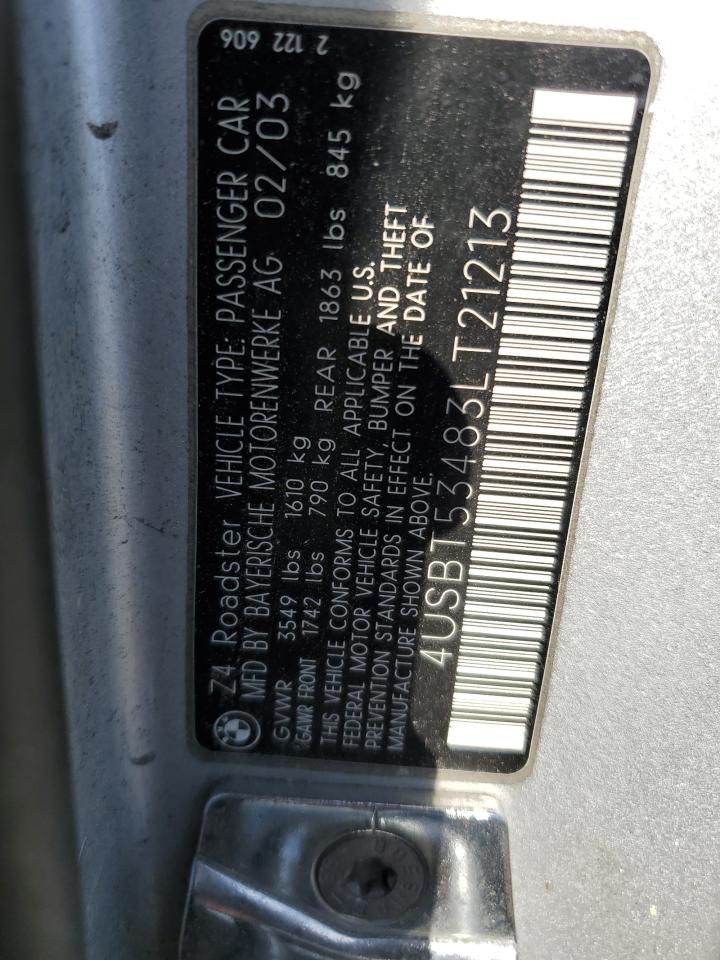 2 122 606
Z4 Roadster VEHICLE TYPE: PASSENGER CAR
MFD BY BAYERISCHE MOTORENWERKE AG 02/03
GVWR 3549 lbs 1610 kg
GAWR FRONT 1742 lbs 790 kg REAR 1863 lbs 845 kg
THIS VEHICLE CONFORMS TO ALL APPLICABLE U.S.
FEDERAL MOTOR VEHICLE SAFETY, BUMPER AND THEFT
PREVENTION STANDARDS IN EFFECT ON THE DATE OF
MANUFACTURE SHOWN ABOVE.
4USBT53483LT21213